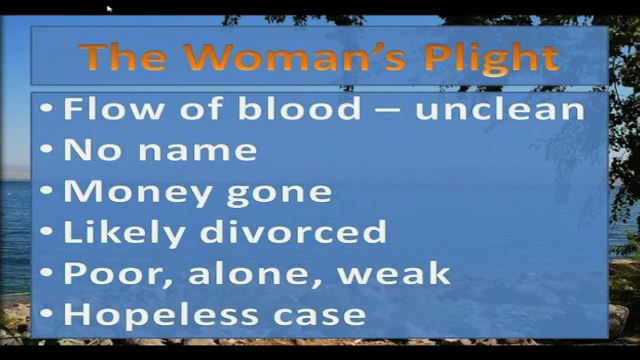 The Woman's Plight
• Flow of blood – unclean
• No name
• Money gone
• Likely divorced
• Poor, alone, weak
• Hopeless case